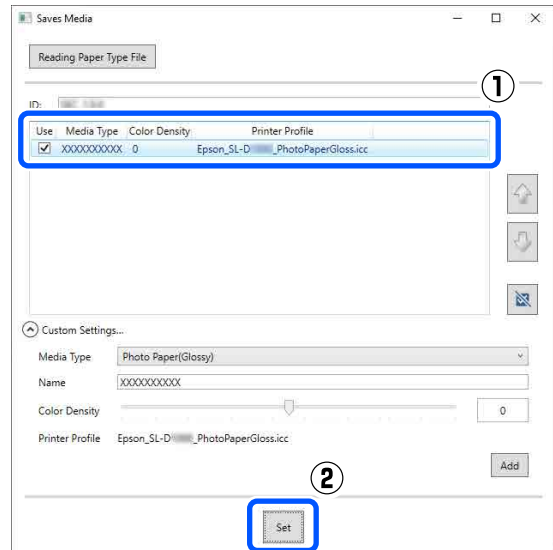 Saves Media
Reading Paper Type File
①
ID:
Use Media Type Color Density Printer Profile
XXXXXXXXXX 0 Epson_SL-D _PhotoPaperGloss.icc
Custom Settings...
Media Type Photo Paper(Glossy)
Name XXXXXXXXXX
Color Density 0
Printer Profile Epson_SL-D _PhotoPaperGloss.icc
Add
②
Set